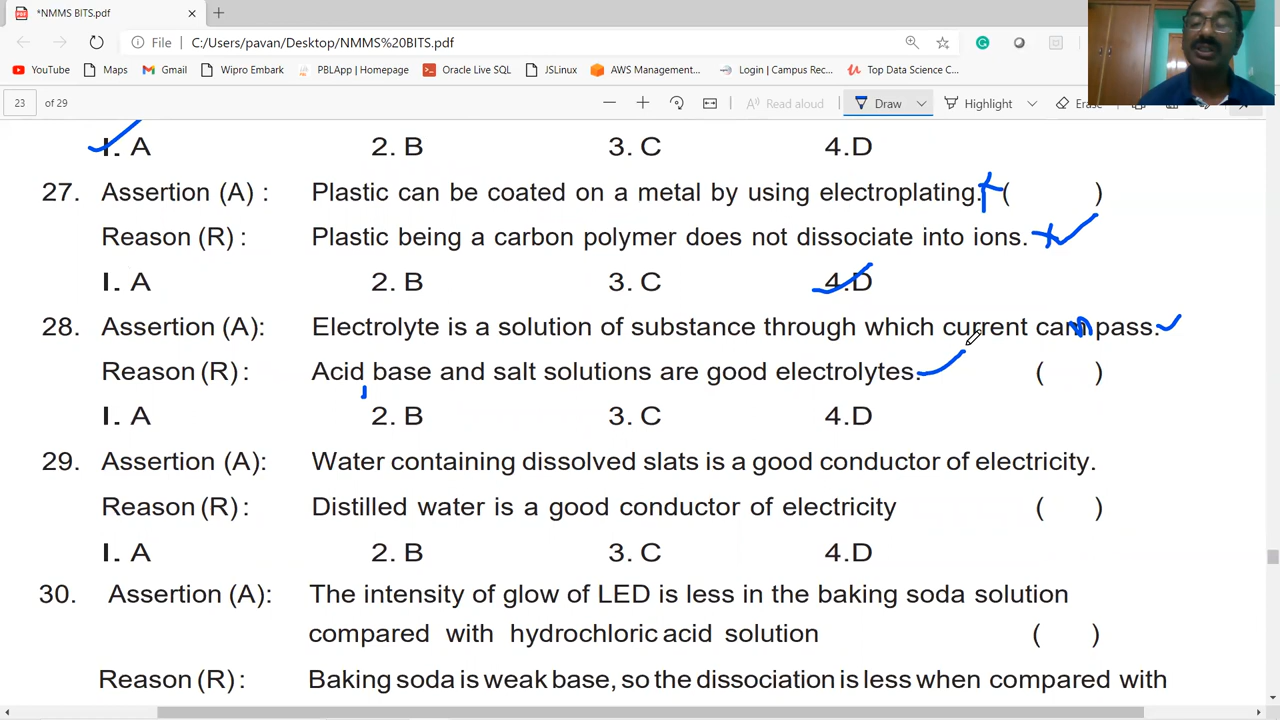 *NMMS BITS.pdf
File C:/Users/pavan/Desktop/NMMS%20BITS.pdf
YouTube Maps Gmail Wipro Embark PBLApp | Homepage Oracle Live SQL JSLinux AWS Management... Login | Campus Rec... Top Data Science C...
23 of 29 Read aloud Draw Highlight Erase
I. A 2. B 3. C 4.D
27. Assertion (A) : Plastic can be coated on a metal by using electroplating. ( )
Reason (R) : Plastic being a carbon polymer does not dissociate into ions.
I. A 2. B 3. C 4.D
28. Assertion (A): Electrolyte is a solution of substance through which current cam pass.
Reason (R) : Acid, base and salt solutions are good electrolytes. ( )
I. A 2. B 3. C 4.D
29. Assertion (A): Water containing dissolved slats is a good conductor of electricity.
Reason (R) : Distilled water is a good conductor of electricity ( )
I. A 2. B 3. C 4.D
30. Assertion (A): The intensity of glow of LED is less in the baking soda solution
compared with hydrochloric acid solution ( )
Reason (R) : Baking soda is weak base, so the dissociation is less when compared with